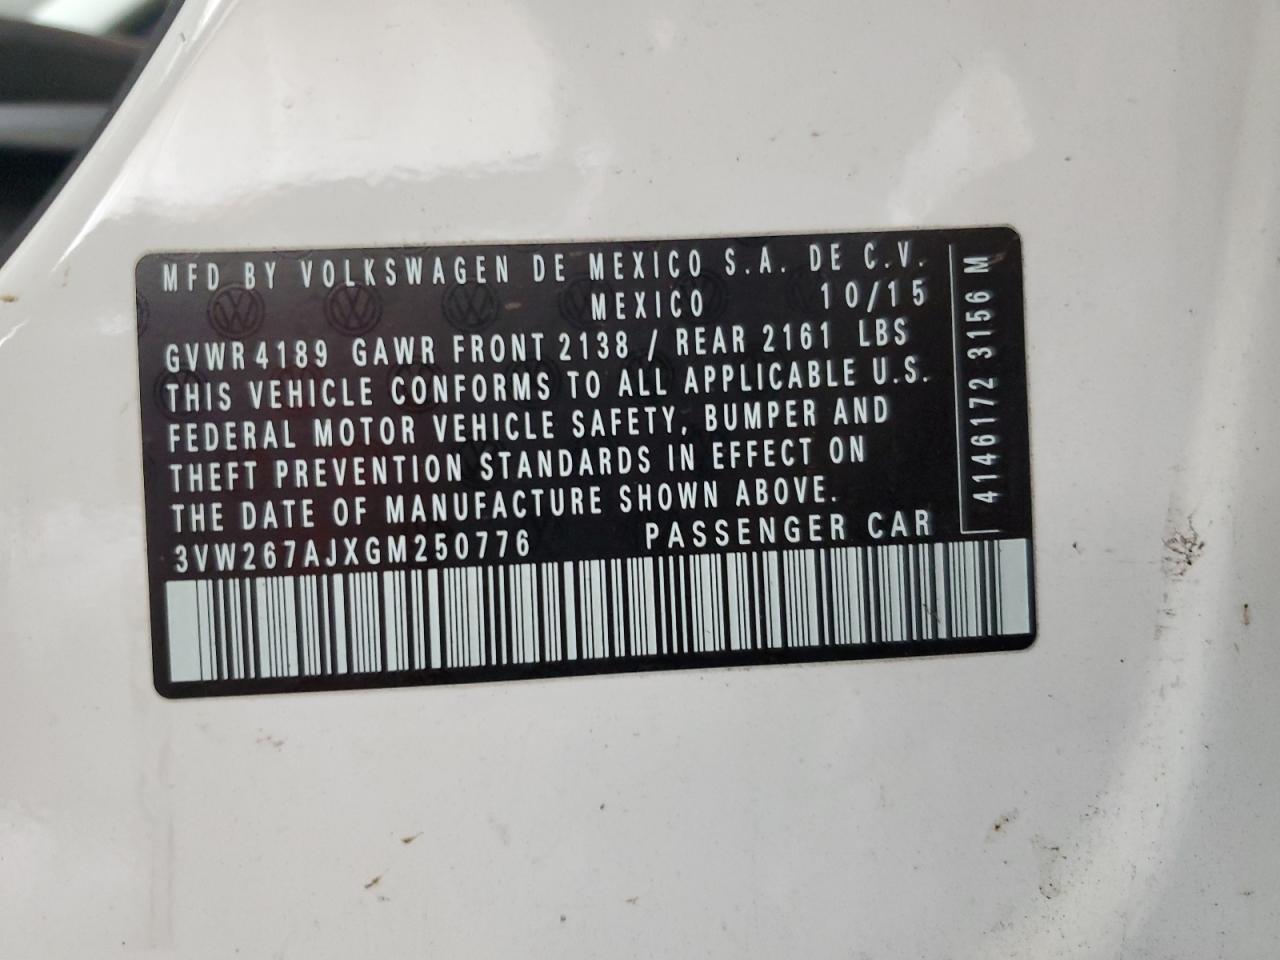 MFD BY VOLKSWAGEN DE MEXICO S.A. DE C.V.
MEXICO 10/15
GVWR 4189 GAWR FRONT 2138 / REAR 2161 LBS
THIS VEHICLE CONFORMS TO ALL APPLICABLE U.S.
FEDERAL MOTOR VEHICLE SAFETY, BUMPER AND
THEFT PREVENTION STANDARDS IN EFFECT ON
THE DATE OF MANUFACTURE SHOWN ABOVE.
3VW267AJXGM250776 PASSENGER CAR
4146172 3156 M